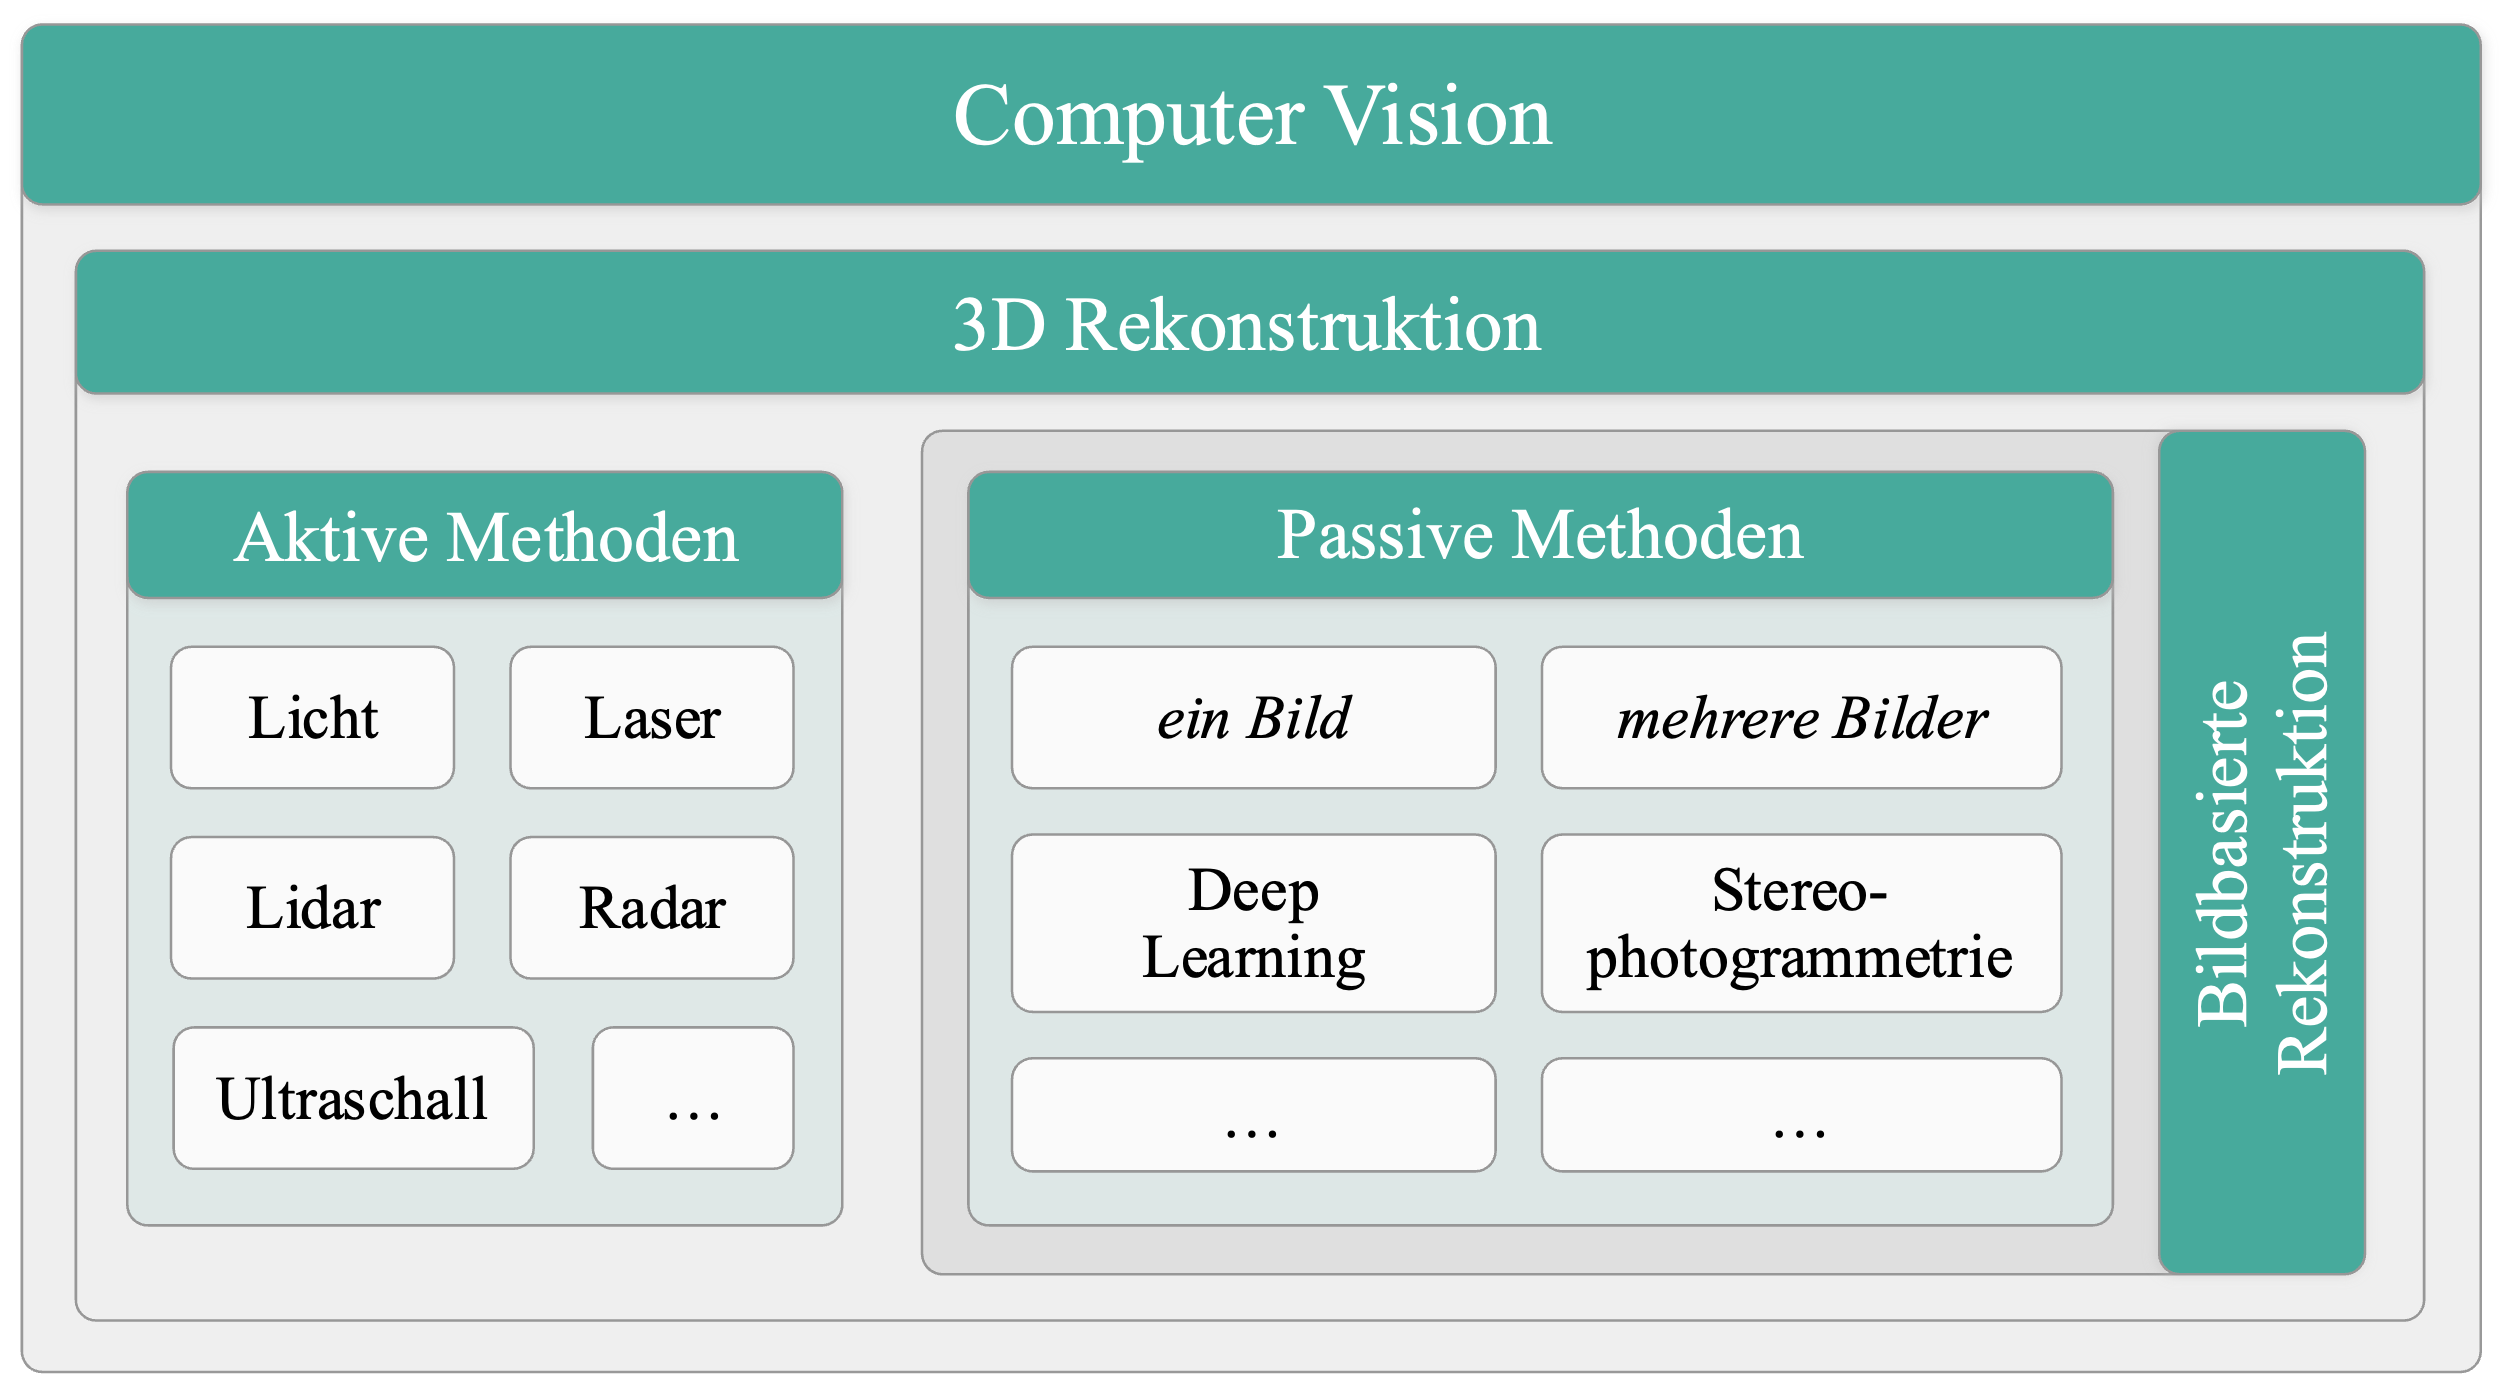 Computer Vision
3D Rekonstruktion
Aktive Methoden
Licht
Laser
Lidar
Radar
Ultraschall
...
Passive Methoden
ein Bild
mehrere Bilder
Deep
Learning
Stereo-
photogrammetrie
...
...
Bildbasierte
Rekonstruktion